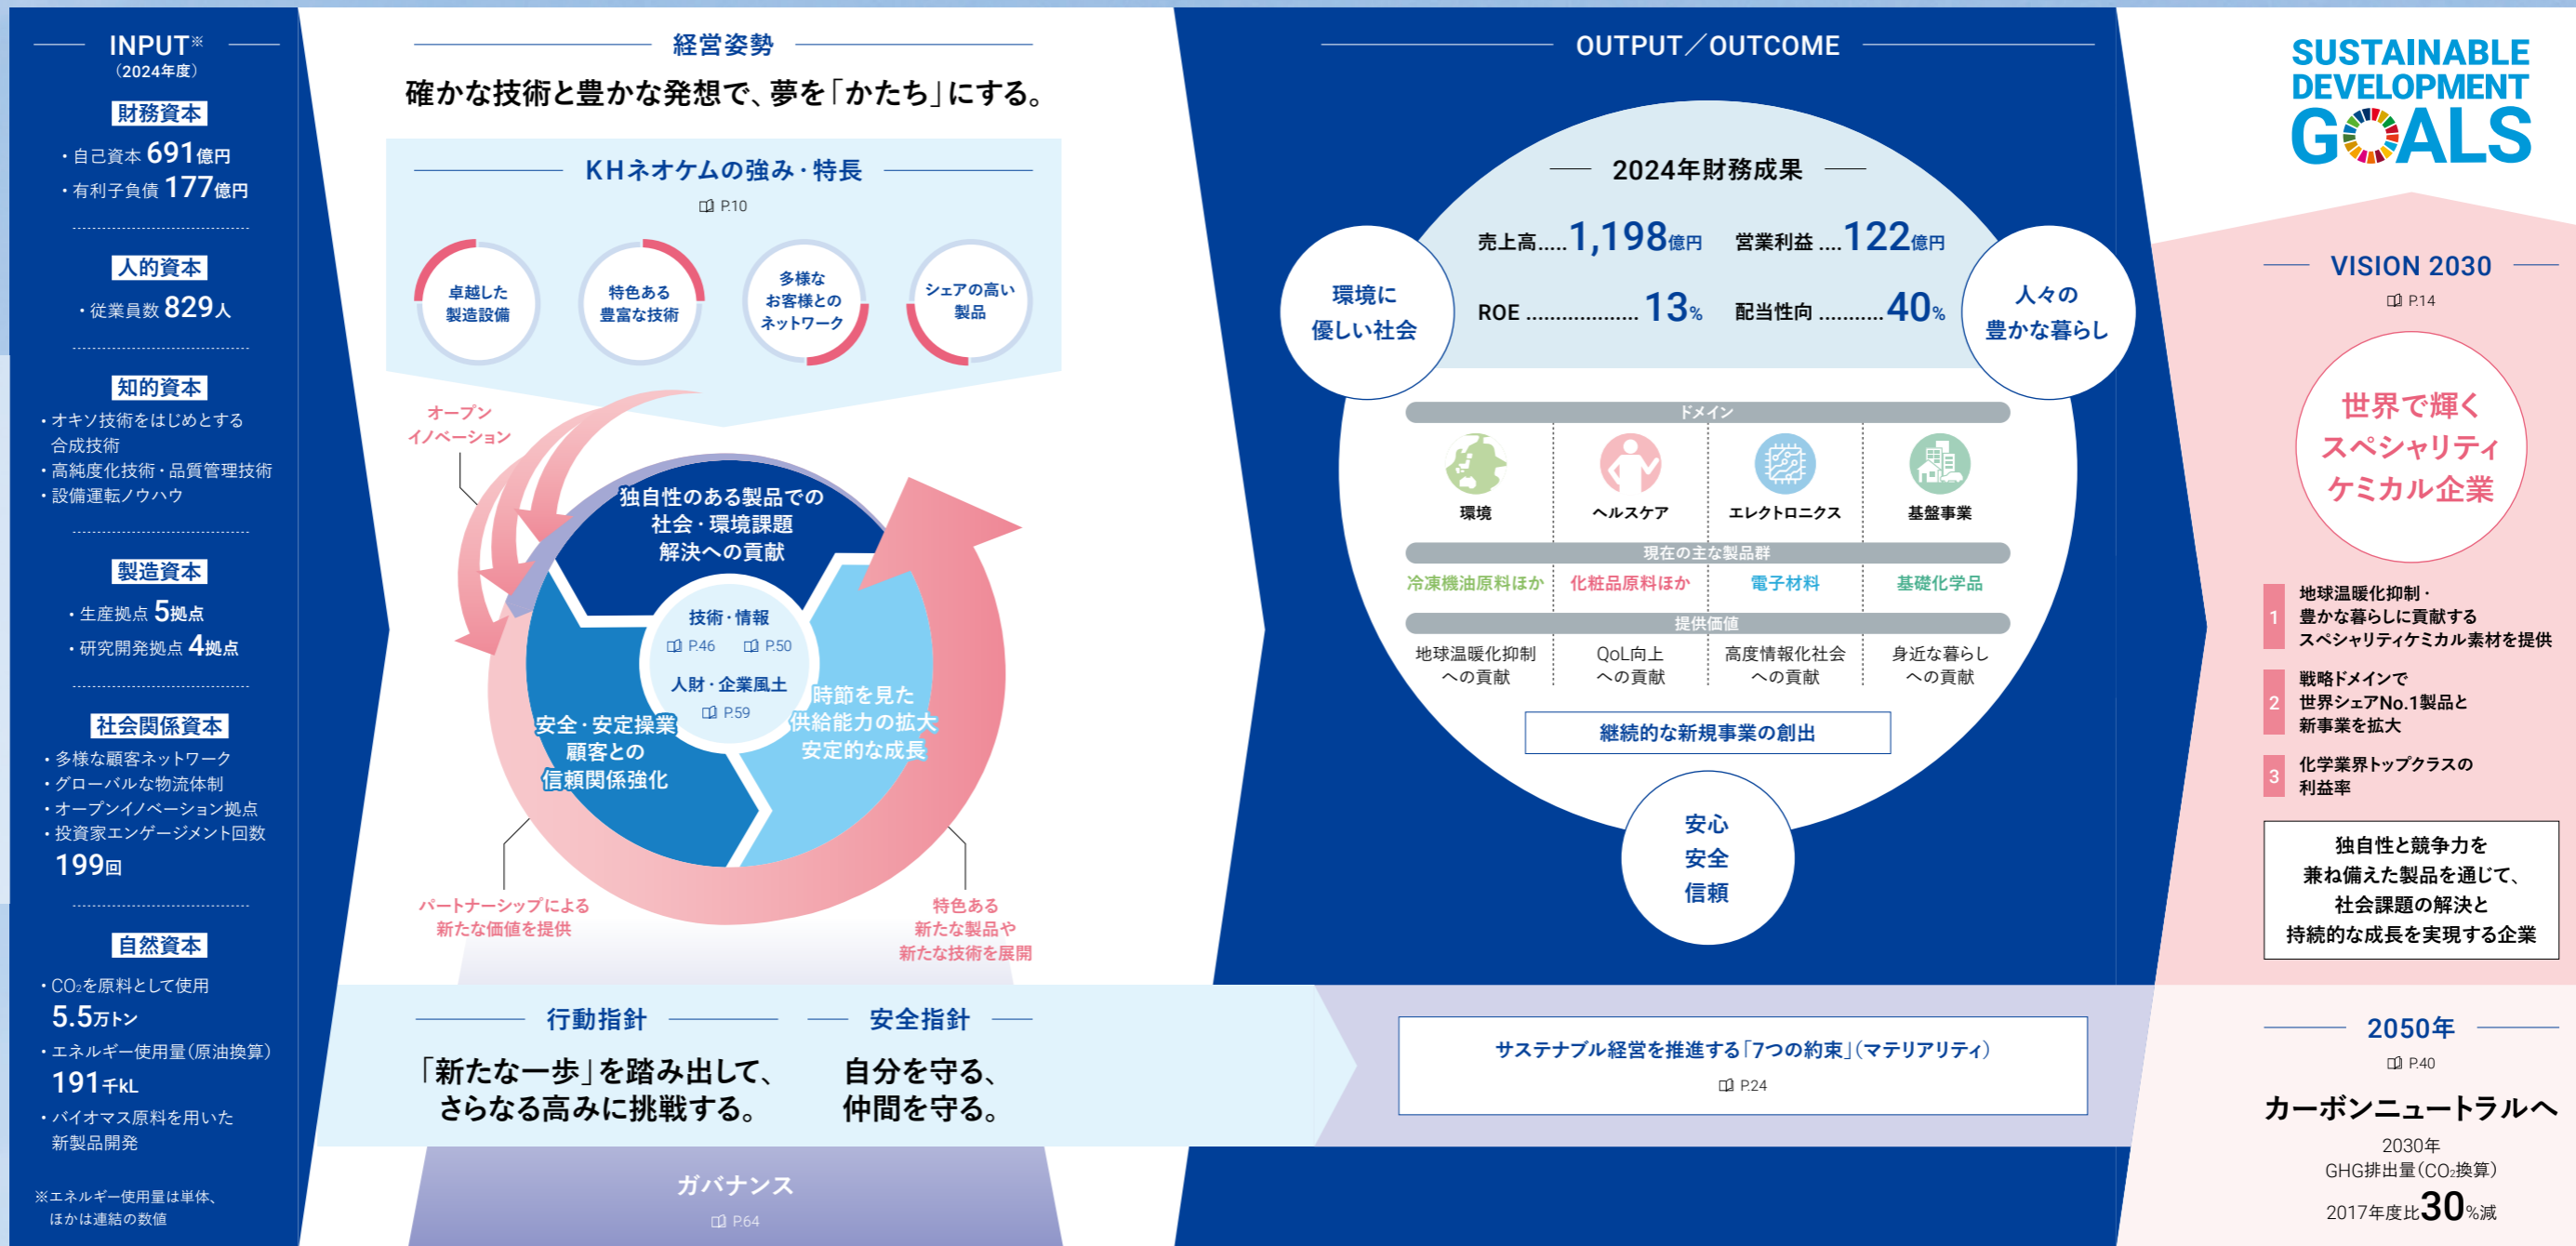 INPUT※
（2024年度）
財務資本
・自己資本 691億円
・有利子負債 177億円
人的資本
・従業員数 829人
知的資本
・オキソ技術をはじめとする
合成技術
・高純度化技術・品質管理技術
・設備運転ノウハウ
製造資本
・生産拠点 5拠点
・研究開発拠点 4拠点
社会関係資本
・多様な顧客ネットワーク
・グローバルな物流体制
・オープンイノベーション拠点
・投資家エンゲージメント回数
199回
自然資本
・CO₂を原料として使用
5.5万トン
・エネルギー使用量（原油換算）
191千kL
・バイオマス原料を用いた
新製品開発
※エネルギー使用量は単体、
ほかは連結の数値
経営姿勢
確かな技術と豊かな発想で、夢を「かたち」にする。
KHネオケムの強み・特長
P.10
卓越した
製造設備
特色ある
豊富な技術
多様な
お客様との
ネットワーク
シェアの高い
製品
オープン
イノベーション
独自性のある製品での
社会・環境課題
解決への貢献
技術・情報
P.46 P.50
人財・企業風土
P.59
安全・安定操業
顧客との
信頼関係強化
時節を見た
供給能力の拡大
安定的な成長
パートナーシップによる
新たな価値を提供
特色ある
新たな製品や
新たな技術を展開
行動指針
「新たな一歩」を踏み出して、
さらなる高みに挑戦する。
安全指針
自分を守る、
仲間を守る。
ガバナンス
P.64
OUTPUT／OUTCOME
2024年財務成果
売上高.....1,198億円 営業利益....122億円
ROE...................13% 配当性向...........40%
環境に
優しい社会
人々の
豊かな暮らし
ドメイン
環境 ヘルスケア エレクトロニクス 基盤事業
現在の主な製品群
冷凍機油原料ほか 化粧品原料ほか 電子材料 基礎化学品
提供価値
地球温暖化抑制
への貢献
QoL向上
への貢献
高度情報化社会
への貢献
身近な暮らし
への貢献
継続的な新規事業の創出
安心
安全
信頼
サステナブル経営を推進する「7つの約束」（マテリアリティ）
P.24
SUSTAINABLE
DEVELOPMENT
GOALS
VISION 2030
P.14
世界で輝く
スペシャリティ
ケミカル企業
1 地球温暖化抑制・
豊かな暮らしに貢献する
スペシャリティケミカル素材を提供
2 戦略ドメインで
世界シェアNo.1製品と
新事業を拡大
3 化学業界トップクラスの
利益率
独自性と競争力を
兼ね備えた製品を通じて、
社会課題の解決と
持続的な成長を実現する企業
2050年
P.40
カーボンニュートラルへ
2030年
GHG排出量（CO₂換算）
2017年度比30%減